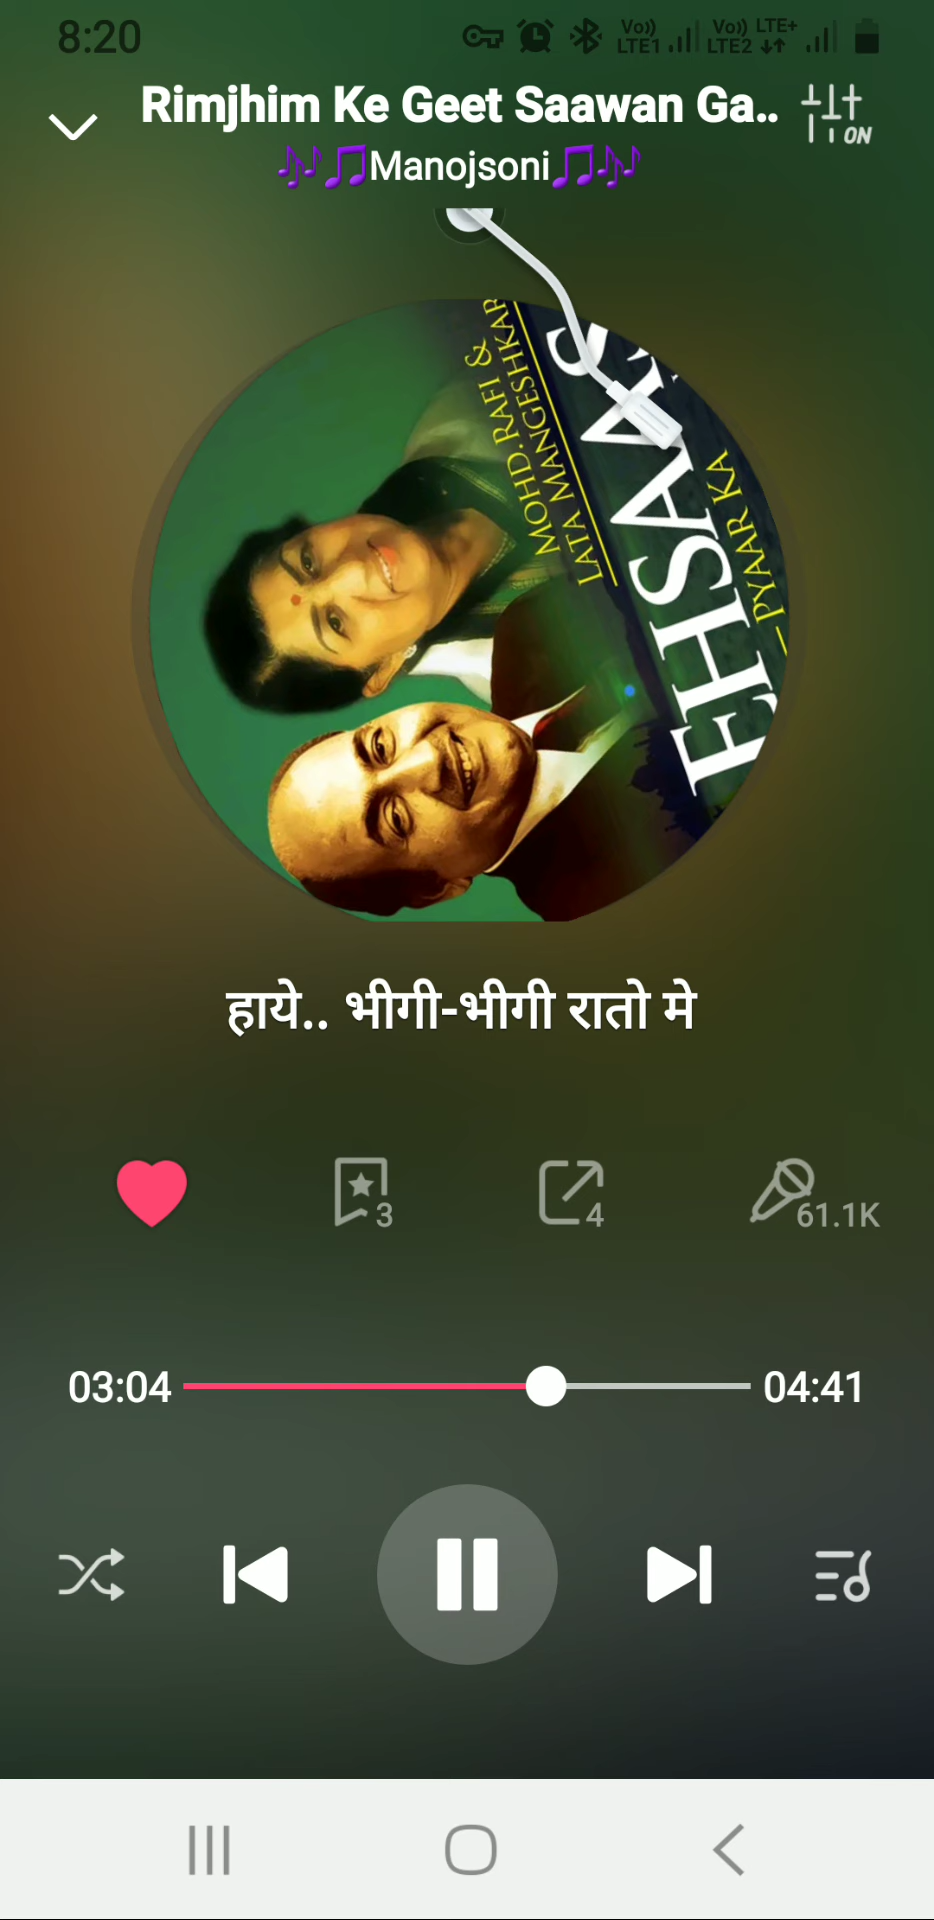 8:20
Vo)) LTE1 Vo)) LTE2 LTE+
Rimjhim Ke Geet Saawan Ga..
ON
🎶🎵Manojsoni🎵🎶
MOHD.RAFI &
LATA MANGESHKAR
EHSAAS
PYAAR KA
हाये.. भीगी-भीगी रातो मे
3
4
61.1K
03:04
04:41